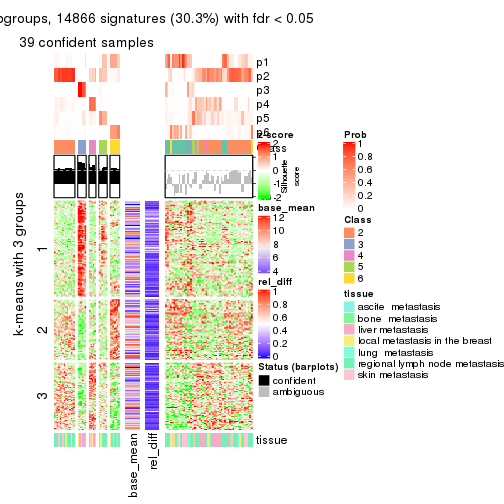 ogroups, 14866 signatures (30.3%) with fdr < 0.05
39 confident samples
p1
p2
p3
p4
p5
p6
z-score
2
1
0
-1
-2
Silhouette
score
base_mean
12
10
8
6
4
rel_diff
1
0.8
0.6
0.4
0.2
0
Status (barplots)
confident
ambiguous
Prob
1
0.8
0.6
0.4
0.2
0
Class
2
3
4
5
6
tissue
ascite metastasis
bone metastasis
liver metastasis
local metastasis in the breast
lung metastasis
regional lymph node metastasis
skin metastasis
k-means with 3 groups
1
2
3
tissue
base_mean
rel_diff